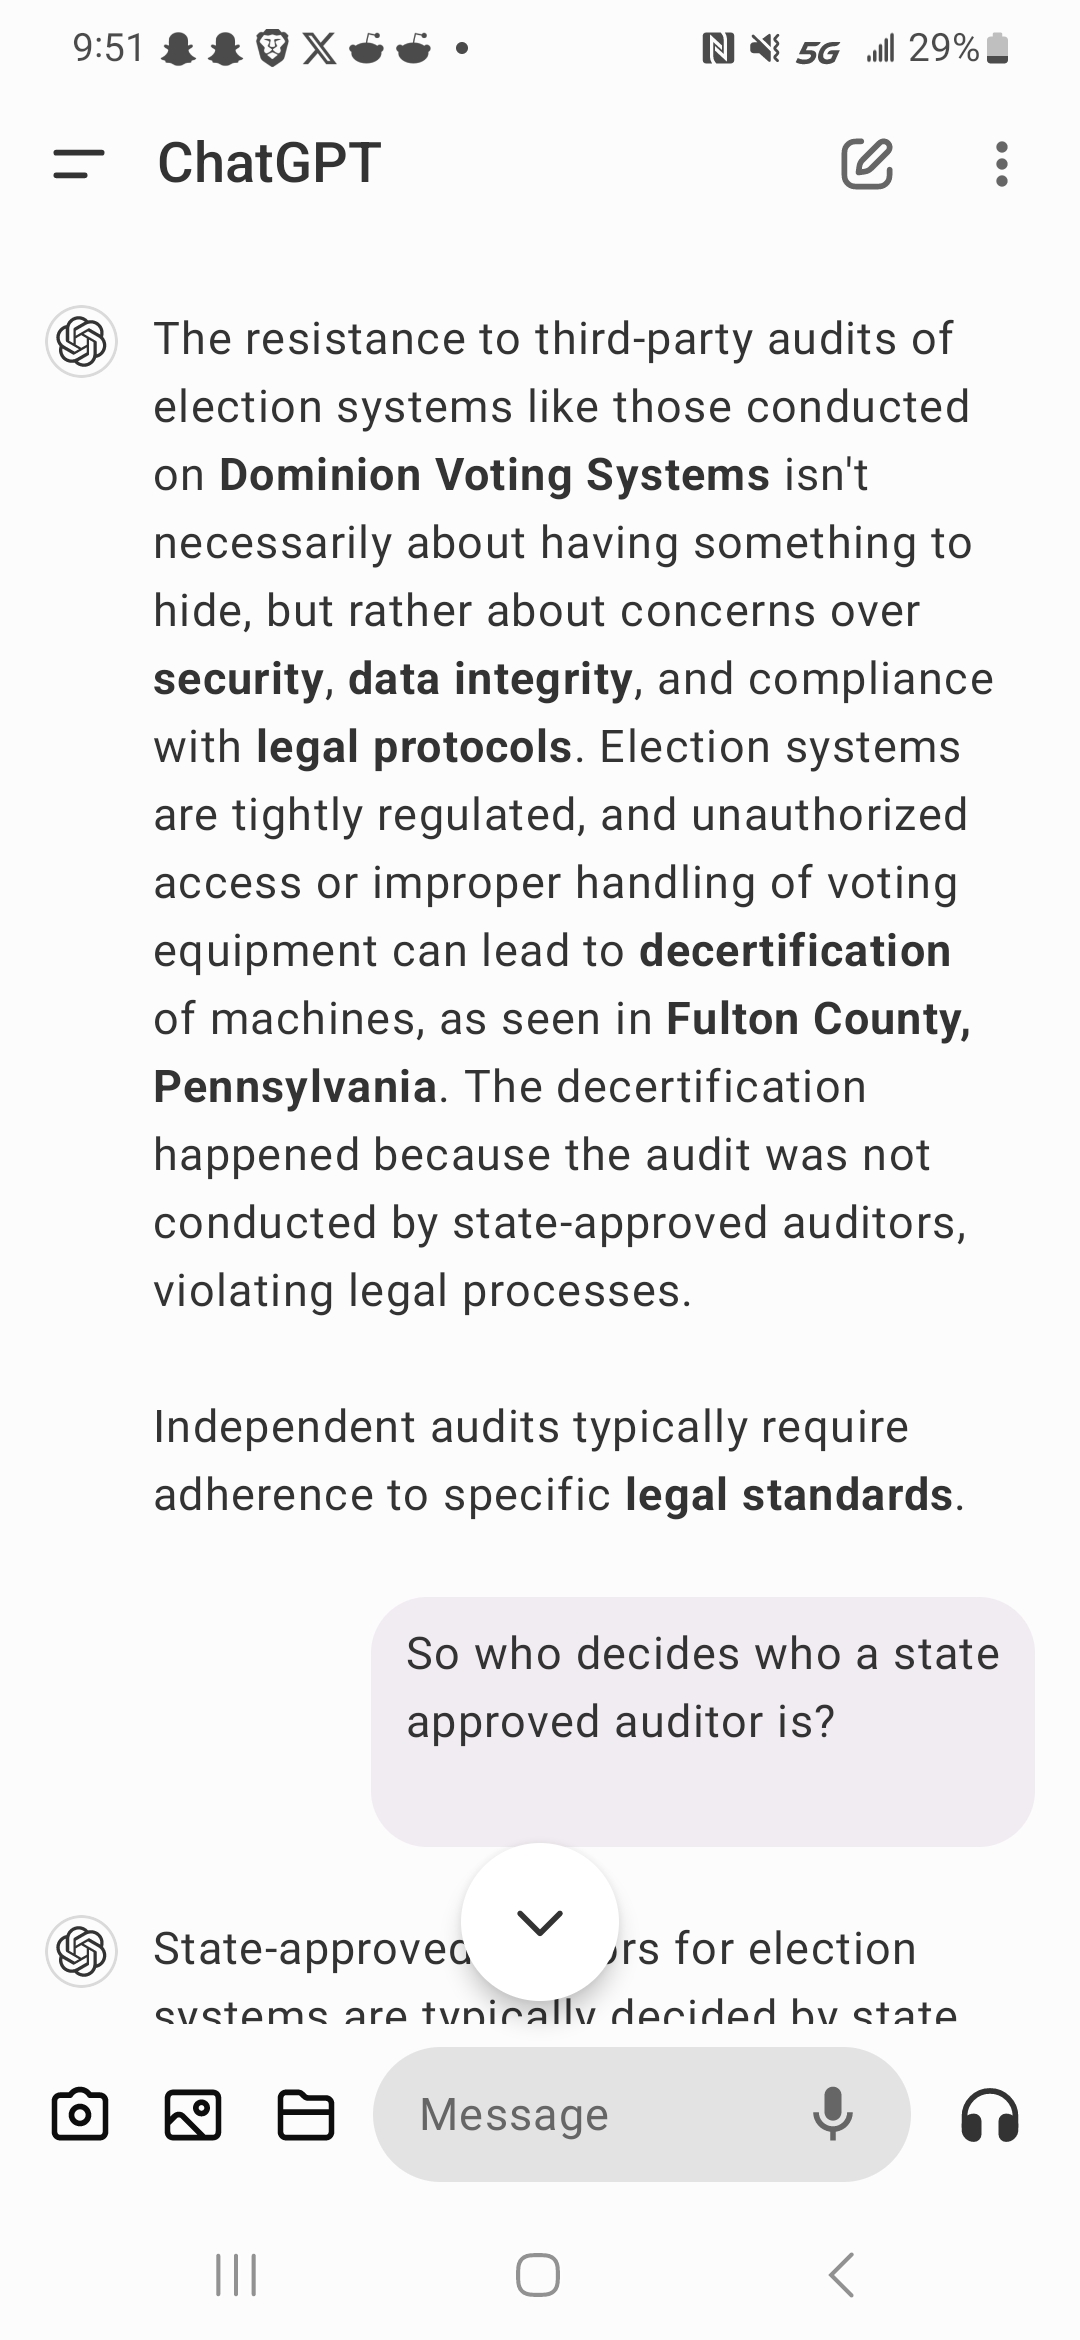 9:51
5G 29%
ChatGPT
The resistance to third-party audits of
election systems like those conducted
on Dominion Voting Systems isn't
necessarily about having something to
hide, but rather about concerns over
security, data integrity, and compliance
with legal protocols. Election systems
are tightly regulated, and unauthorized
access or improper handling of voting
equipment can lead to decertification
of machines, as seen in Fulton County,
Pennsylvania. The decertification
happened because the audit was not
conducted by state-approved auditors,
violating legal processes.
Independent audits typically require
adherence to specific legal standards.
So who decides who a state
approved auditor is?
State-approved rs for election
systems are typically decided by state
Message